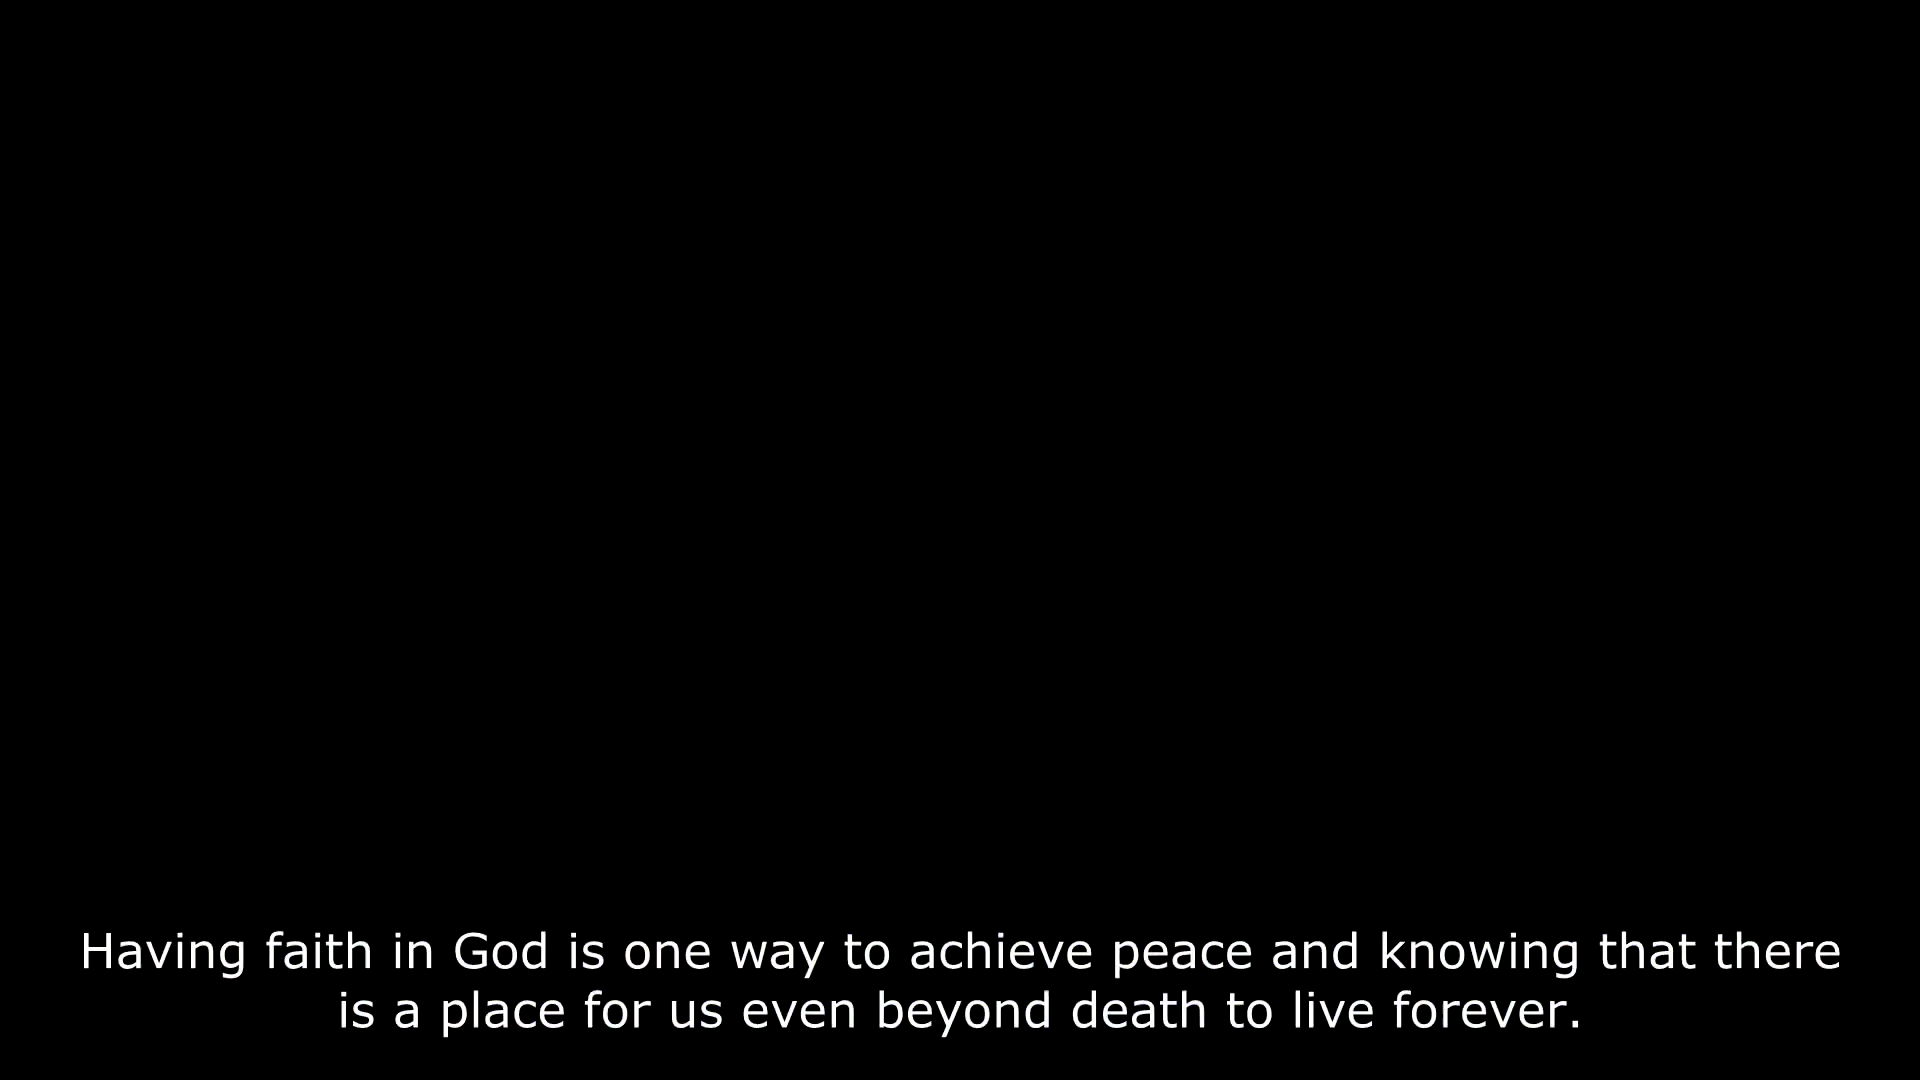 Having faith in God is one way to achieve peace and knowing that there
is a place for us even beyond death to live forever.